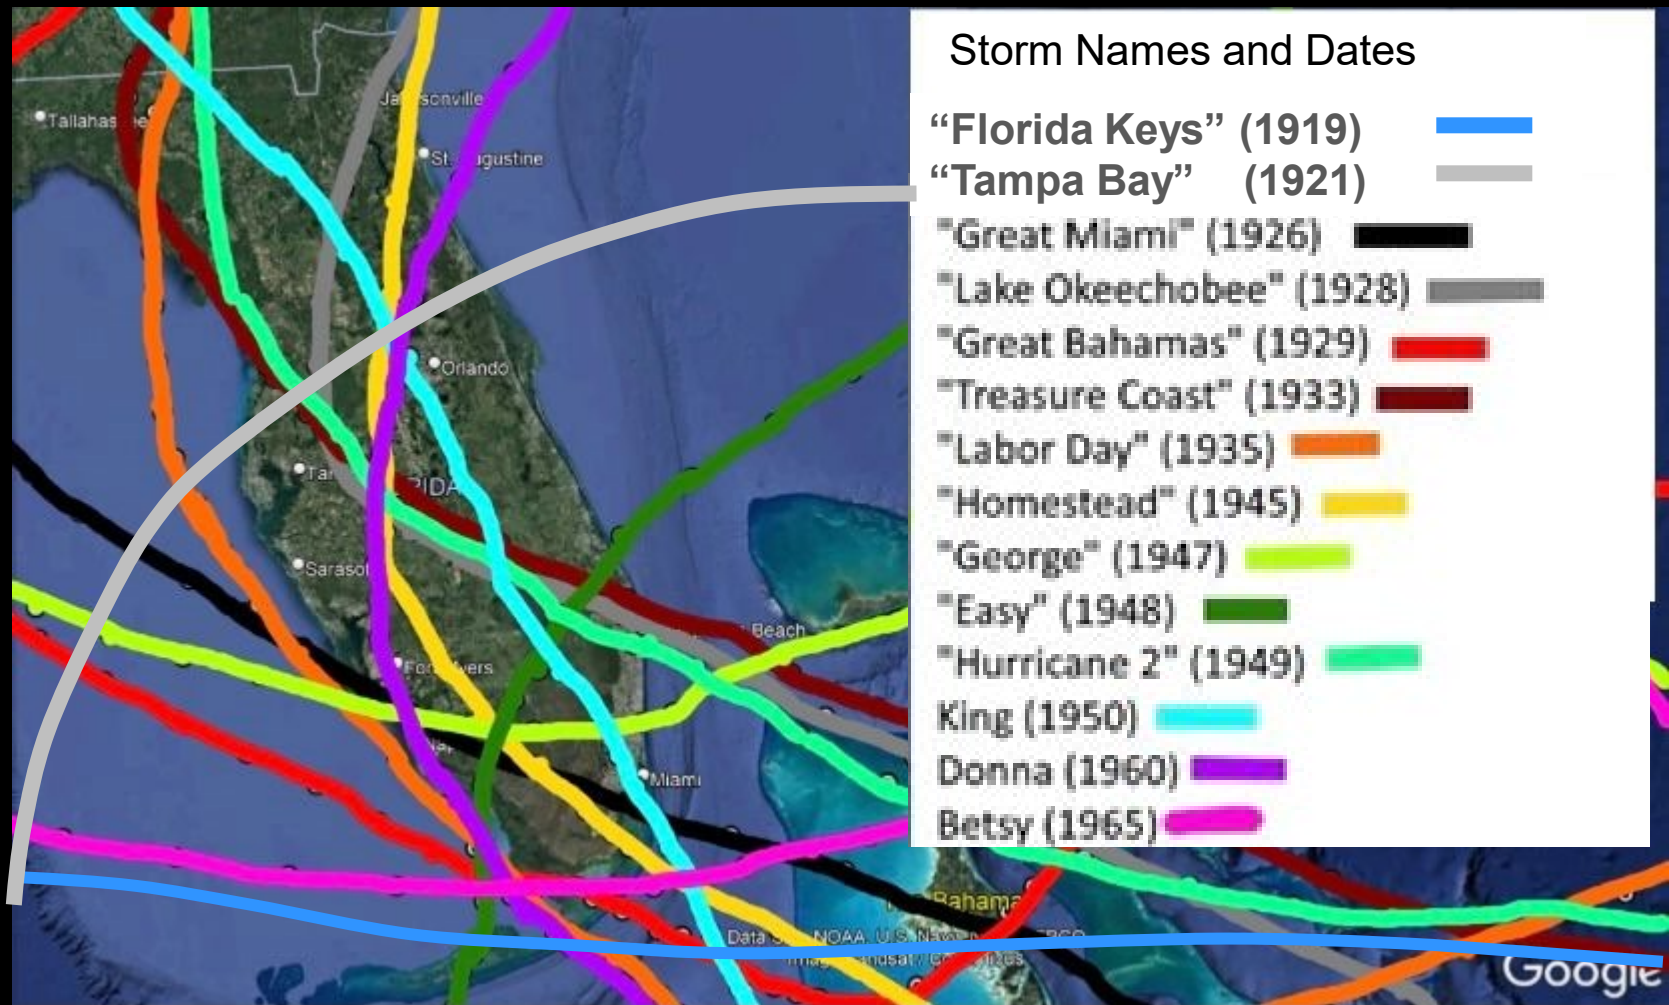 Storm Names and Dates
“Florida Keys” (1919)
“Tampa Bay” (1921)
"Great Miami" (1926)
"Lake Okeechobee" (1928)
"Great Bahamas" (1929)
"Treasure Coast" (1933)
"Labor Day" (1935)
"Homestead" (1945)
"George" (1947)
"Easy" (1948)
"Hurricane 2" (1949)
King (1950)
Donna (1960)
Betsy (1965)
Orlando
Beach
Miami
Google